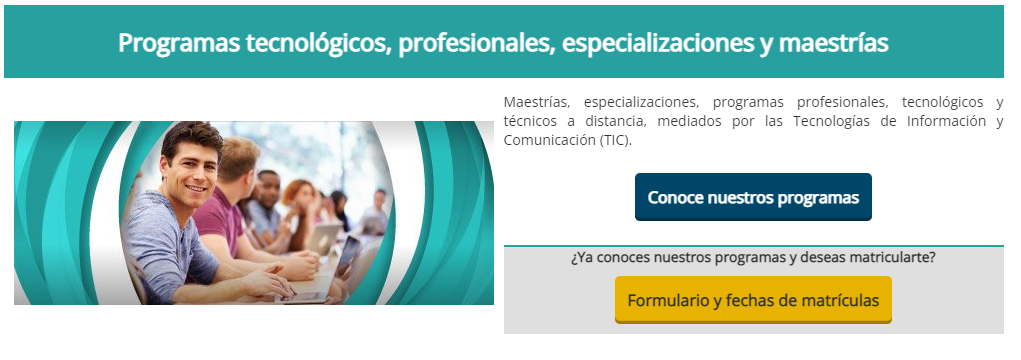 Programas tecnológicos, profesionales, especializaciones y maestrías
Maestrías, especializaciones, programas profesionales, tecnológicos y
técnicos a distancia, mediados por las Tecnologías de Información y
Comunicación (TIC).
Conoce nuestros programas
¿Ya conoces nuestros programas y deseas matricularte?
Formulario y fechas de matrículas